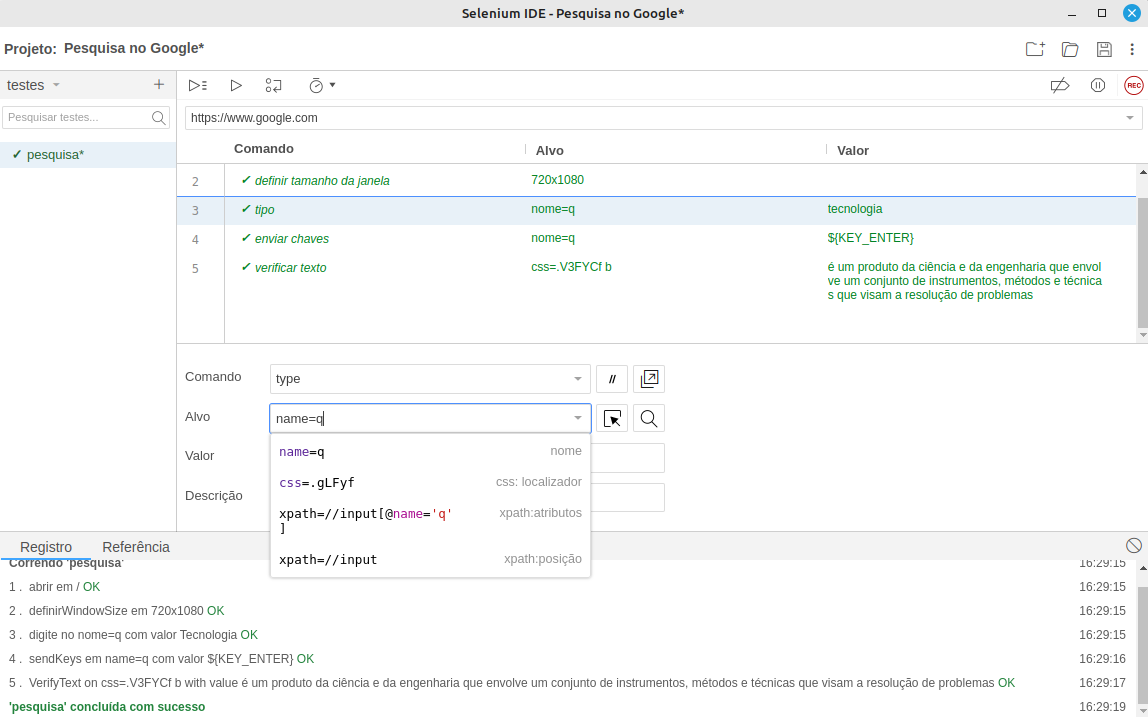 Selenium IDE - Pesquisa no Google*
Projeto: Pesquisa no Google*
testes
Pesquisar testes...
pesquisa*
REC
https://www.google.com
Comando Alvo Valor
2 definir tamanho da janela 720x1080
3 tipo nome=q tecnologia
4 enviar chaves nome=q ${KEY_ENTER}
5 verificar texto css=.V3FYCf b é um produto da ciência e da engenharia que envol
ve um conjunto de instrumentos, métodos e técnica
s que visam a resolução de problemas
Comando type //
Alvo name=q
Valor
Descrição
name=q nome
css=.gLFyf css: localizador
xpath=//input[@name='q' xpath:atributos
]
xpath=//input xpath:posição
Registro Referência
Correndo 'pesquisa' 16:29:15
1 . abrir em / OK 16:29:15
2 . definirWindowSize em 720x1080 OK 16:29:15
3 . digite no nome=q com valor Tecnologia OK 16:29:15
4 . sendKeys em name=q com valor ${KEY_ENTER} OK 16:29:16
5 . VerifyText on css=.V3FYCf b with value é um produto da ciência e da engenharia que envolve um conjunto de instrumentos, métodos e técnicas que visam a resolução de problemas OK 16:29:17
'pesquisa' concluída com sucesso 16:29:19